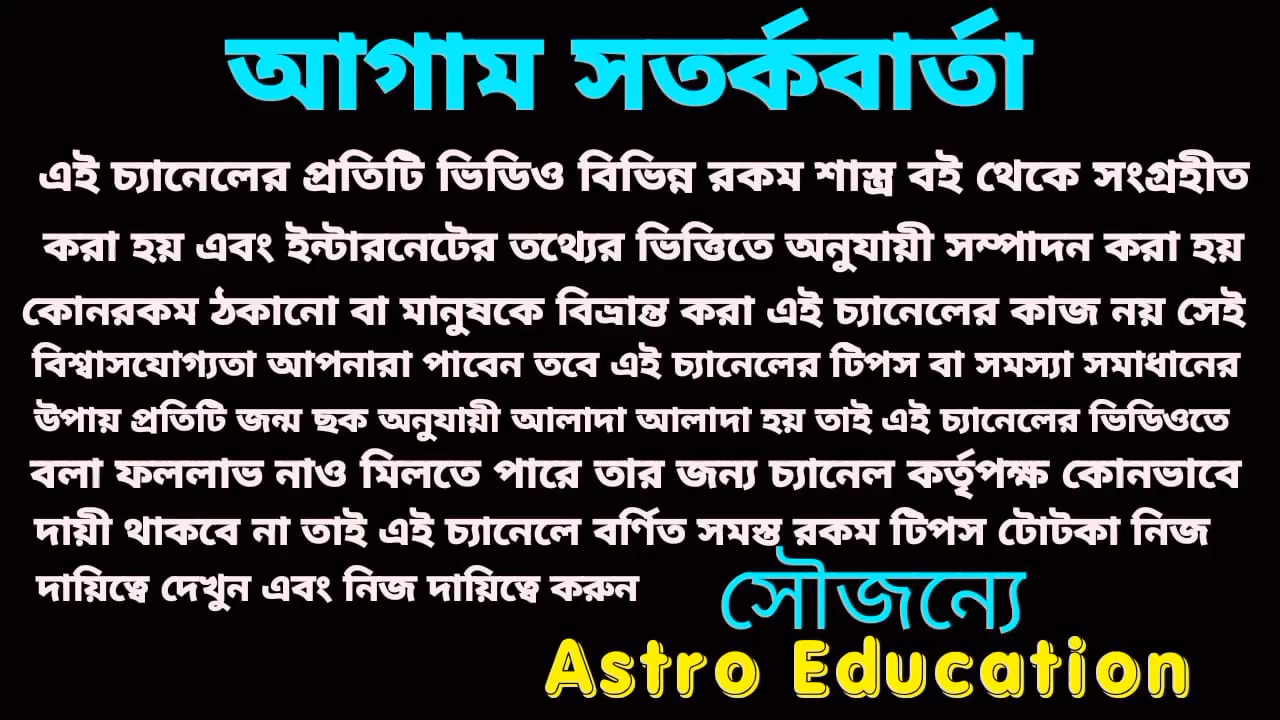 আগাম সতর্কবার্তা
এই চ্যানেলের প্রতিটি ভিডিও বিভিন্ন রকম শাস্ত্র বই থেকে সংগ্রহীত
করা হয় এবং ইন্টারনেটের তথ্যের ভিত্তিতে অনুযায়ী সম্পাদন করা হয়
কোনরকম ঠকানো বা মানুষকে বিভ্রান্ত করা এই চ্যানেলের কাজ নয় সেই
বিশ্বাসযোগ্যতা আপনারা পাবেন তবে এই চ্যানেলের টিপস বা সমস্যা সমাধানের
উপায় প্রতিটি জন্ম ছক অনুযায়ী আলাদা আলাদা হয় তাই এই চ্যানেলের ভিডিওতে
বলা ফললাভ নাও মিলতে পারে তার জন্য চ্যানেল কর্তৃপক্ষ কোনভাবে
দায়ী থাকবে না তাই এই চ্যানেলে বর্ণিত সমস্ত রকম টিপস টোটকা নিজ
দায়িত্বে দেখুন এবং নিজ দায়িত্বে করুন
সৌজন্যে
Astro Education